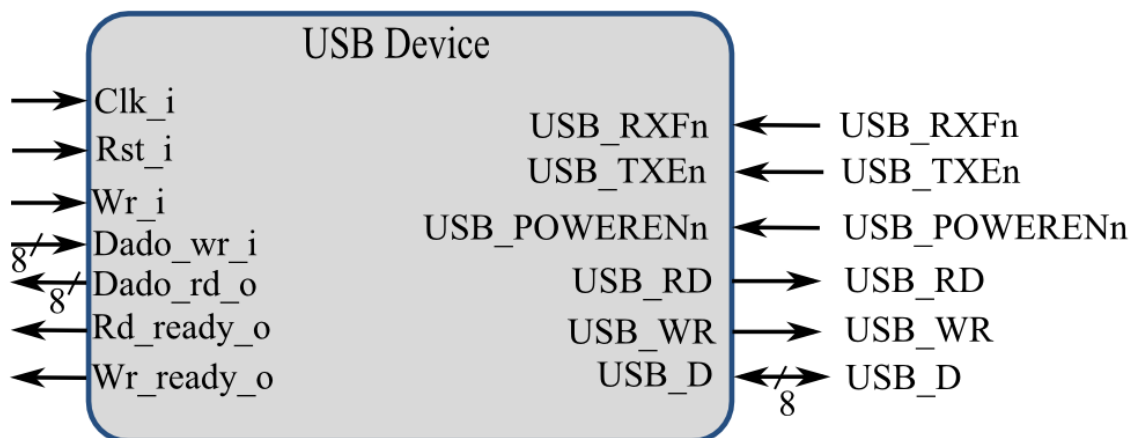 USB Device
Clk_i
Rst_i
Wr_i
8
Dado_wr_i
8
Dado_rd_o
Rd_ready_o
Wr_ready_o
USB_RXFn USB_RXFn
USB_TXEn USB_TXEn
USB_POWERENn USB_POWERENn
USB_RD USB_RD
USB_WR USB_WR
USB_D USB_D
8